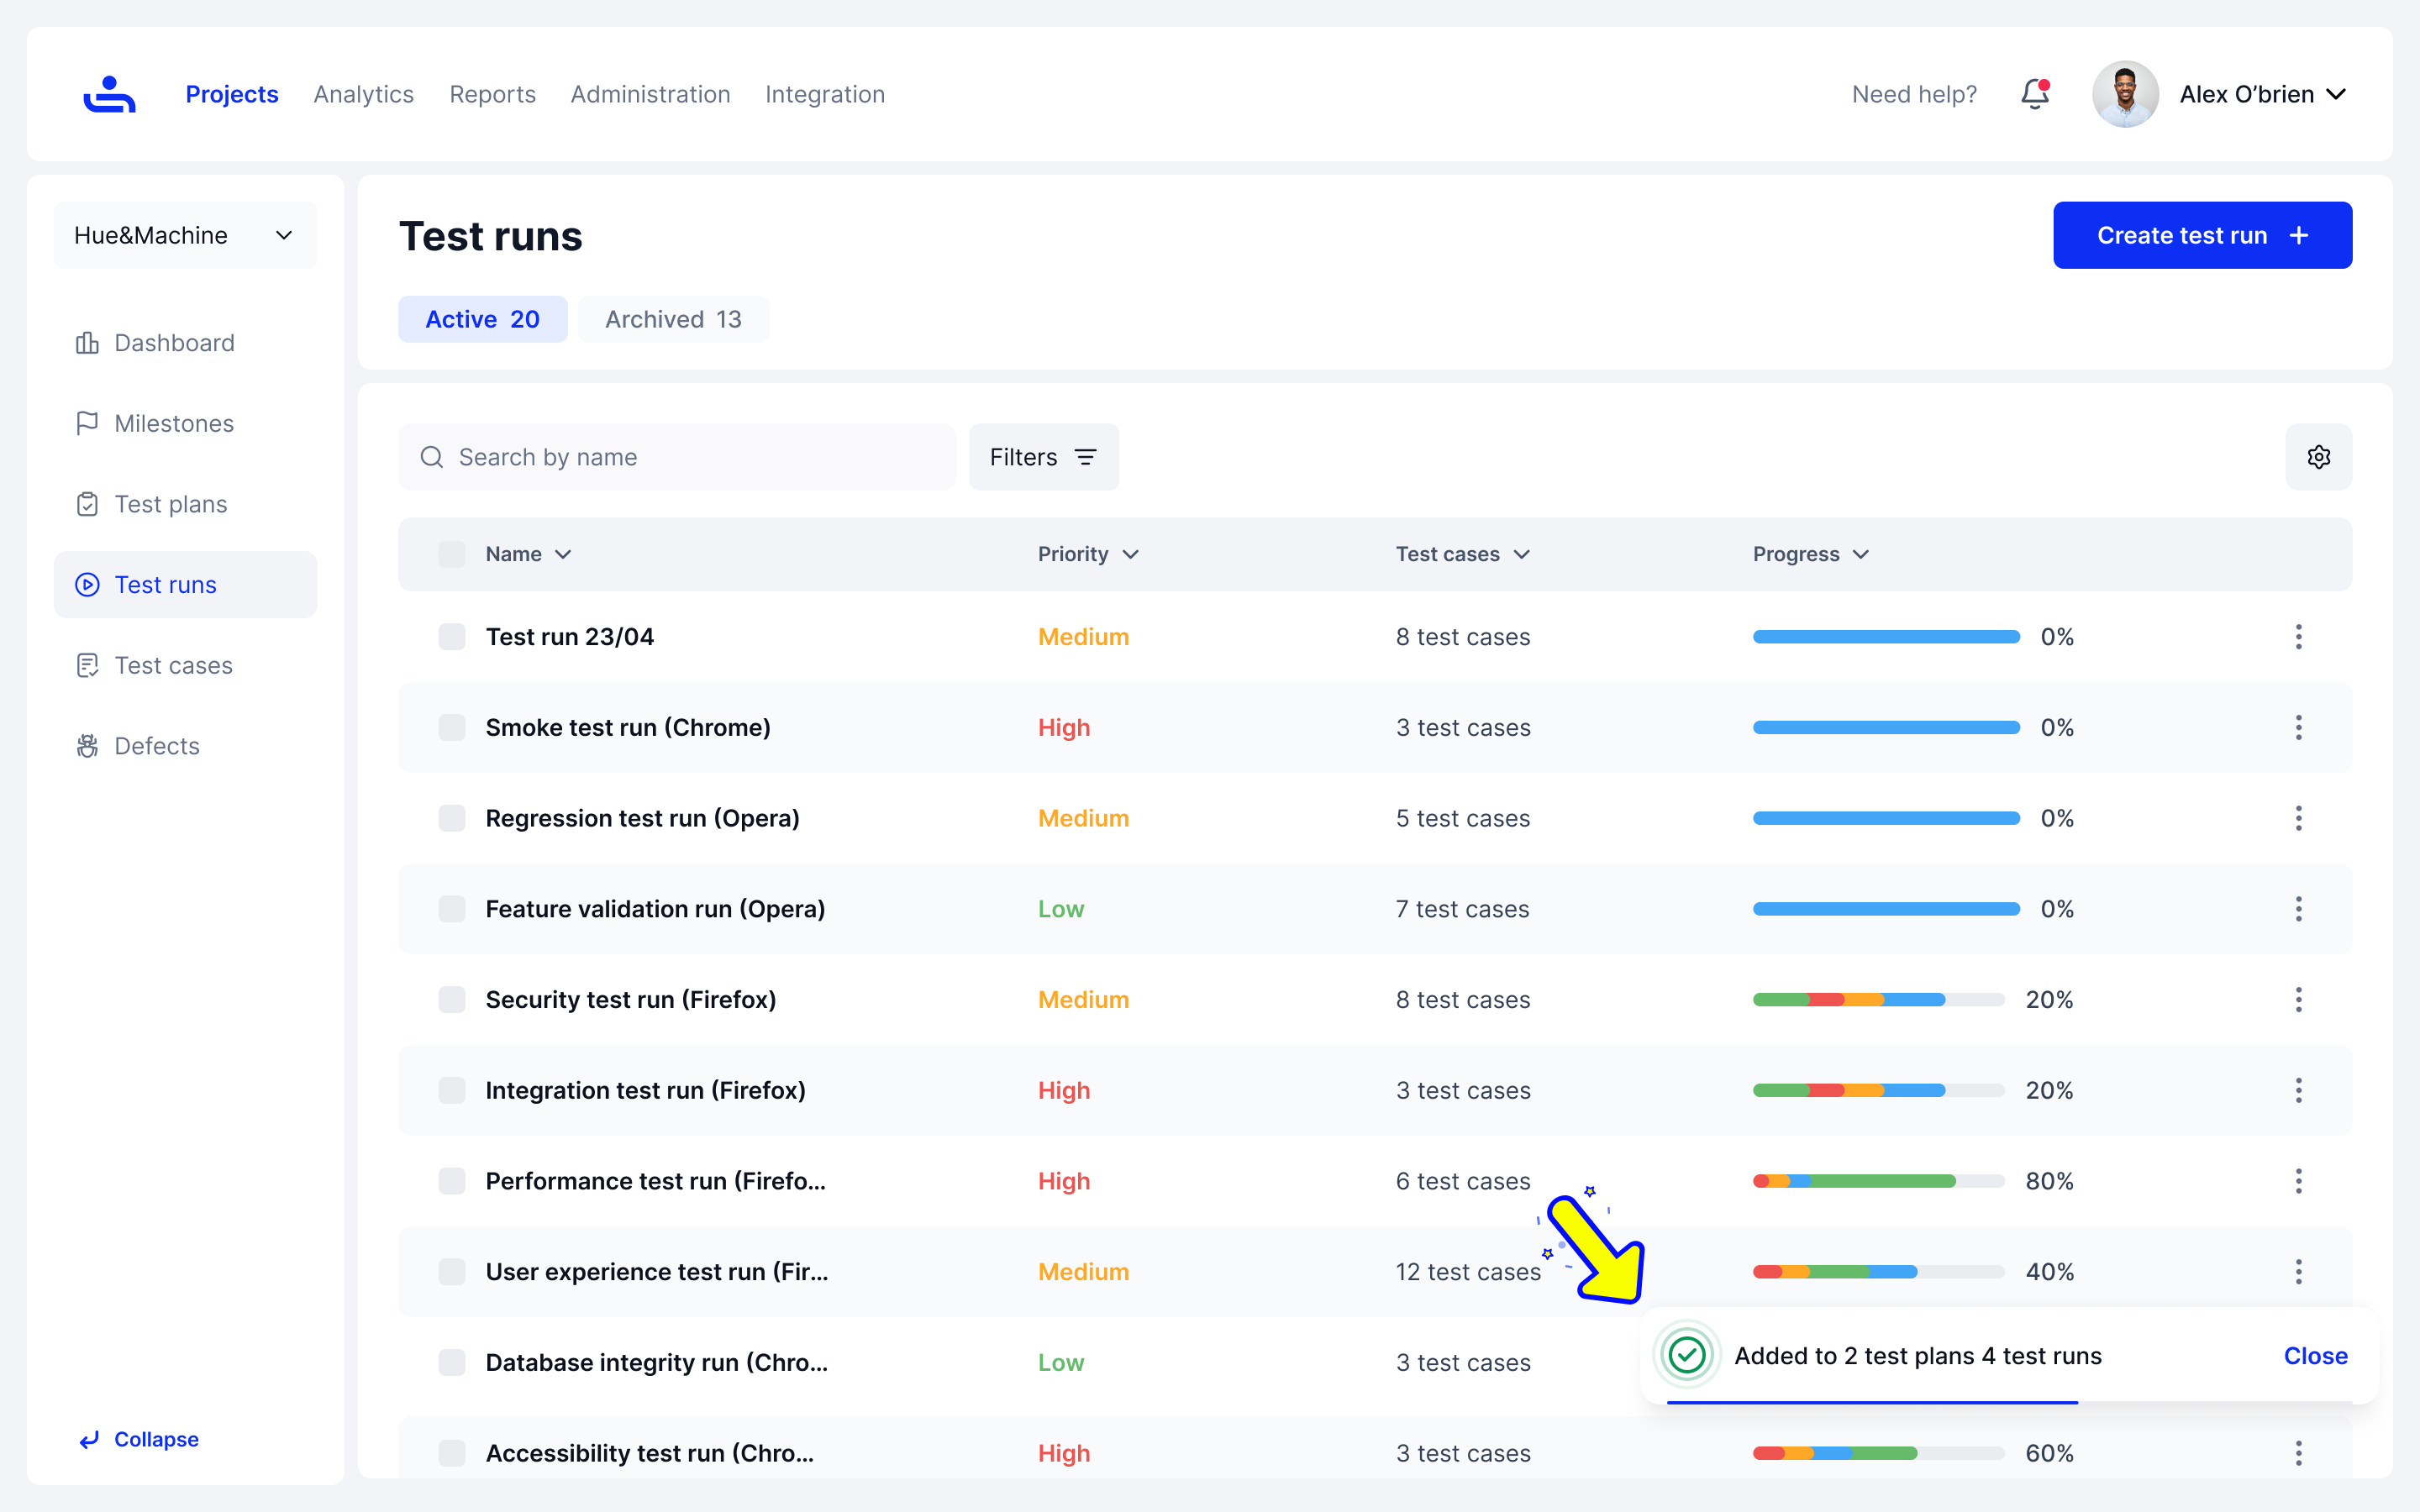 Projects Analytics Reports Administration Integration Need help? Alex O’brien
Hue&Machine
Dashboard
Milestones
Test plans
Test runs
Test cases
Defects
Collapse
Test runs
Create test run +
Active 20 Archived 13
Search by name Filters
Name Priority Test cases Progress
Test run 23/04 Medium 8 test cases 0%
Smoke test run (Chrome) High 3 test cases 0%
Regression test run (Opera) Medium 5 test cases 0%
Feature validation run (Opera) Low 7 test cases 0%
Security test run (Firefox) Medium 8 test cases 20%
Integration test run (Firefox) High 3 test cases 20%
Performance test run (Firefo... High 6 test cases 80%
User experience test run (Fir... Medium 12 test cases 40%
Database integrity run (Chro... Low 3 test cases
Added to 2 test plans 4 test runs Close
Accessibility test run (Chro... High 3 test cases 60%